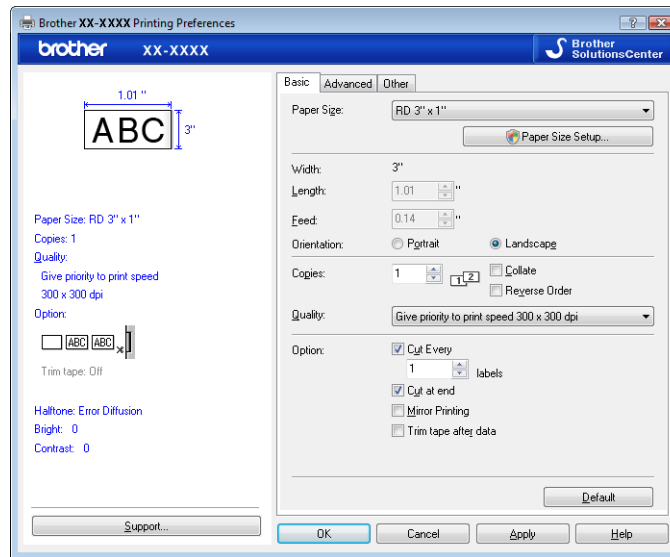 Brother XX-XXXX Printing Preferences
brother XX-XXXX Brother SolutionsCenter
1.01 "
ABC 3"
Paper Size: RD 3" x 1"
Copies: 1
Quality:
Give priority to print speed
300 x 300 dpi
Option:
ABC ABC
Trim tape: Off
Halftone: Error Diffusion
Bright: 0
Contrast: 0
Support...
Basic Advanced Other
Paper Size: RD 3" x 1"
Paper Size Setup...
Width: 3"
Length: 1.01 "
Feed: 0.14 "
Orientation: Portrait Landscape
Copies: 1 1 2 Collate
Reverse Order
Quality: Give priority to print speed 300 x 300 dpi
Option: Cut Every
1 labels
Cut at end
Mirror Printing
Trim tape after data
Default
OK Cancel Apply Help